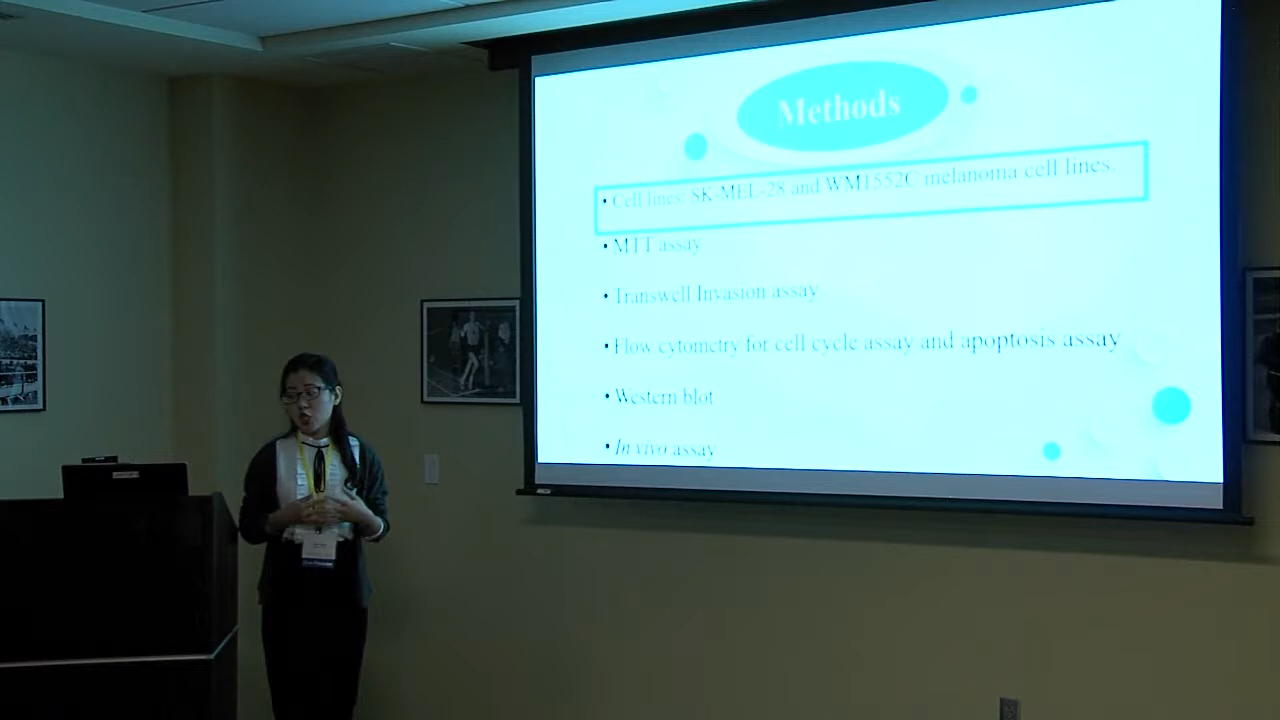 Methods
• Cell lines: SK-MEL-28 and WM1552C melanoma cell lines.
• MTT assay
• Transwell Invasion assay
• Flow cytometry for cell cycle assay and apoptosis assay
• Western blot
• In vivo assay